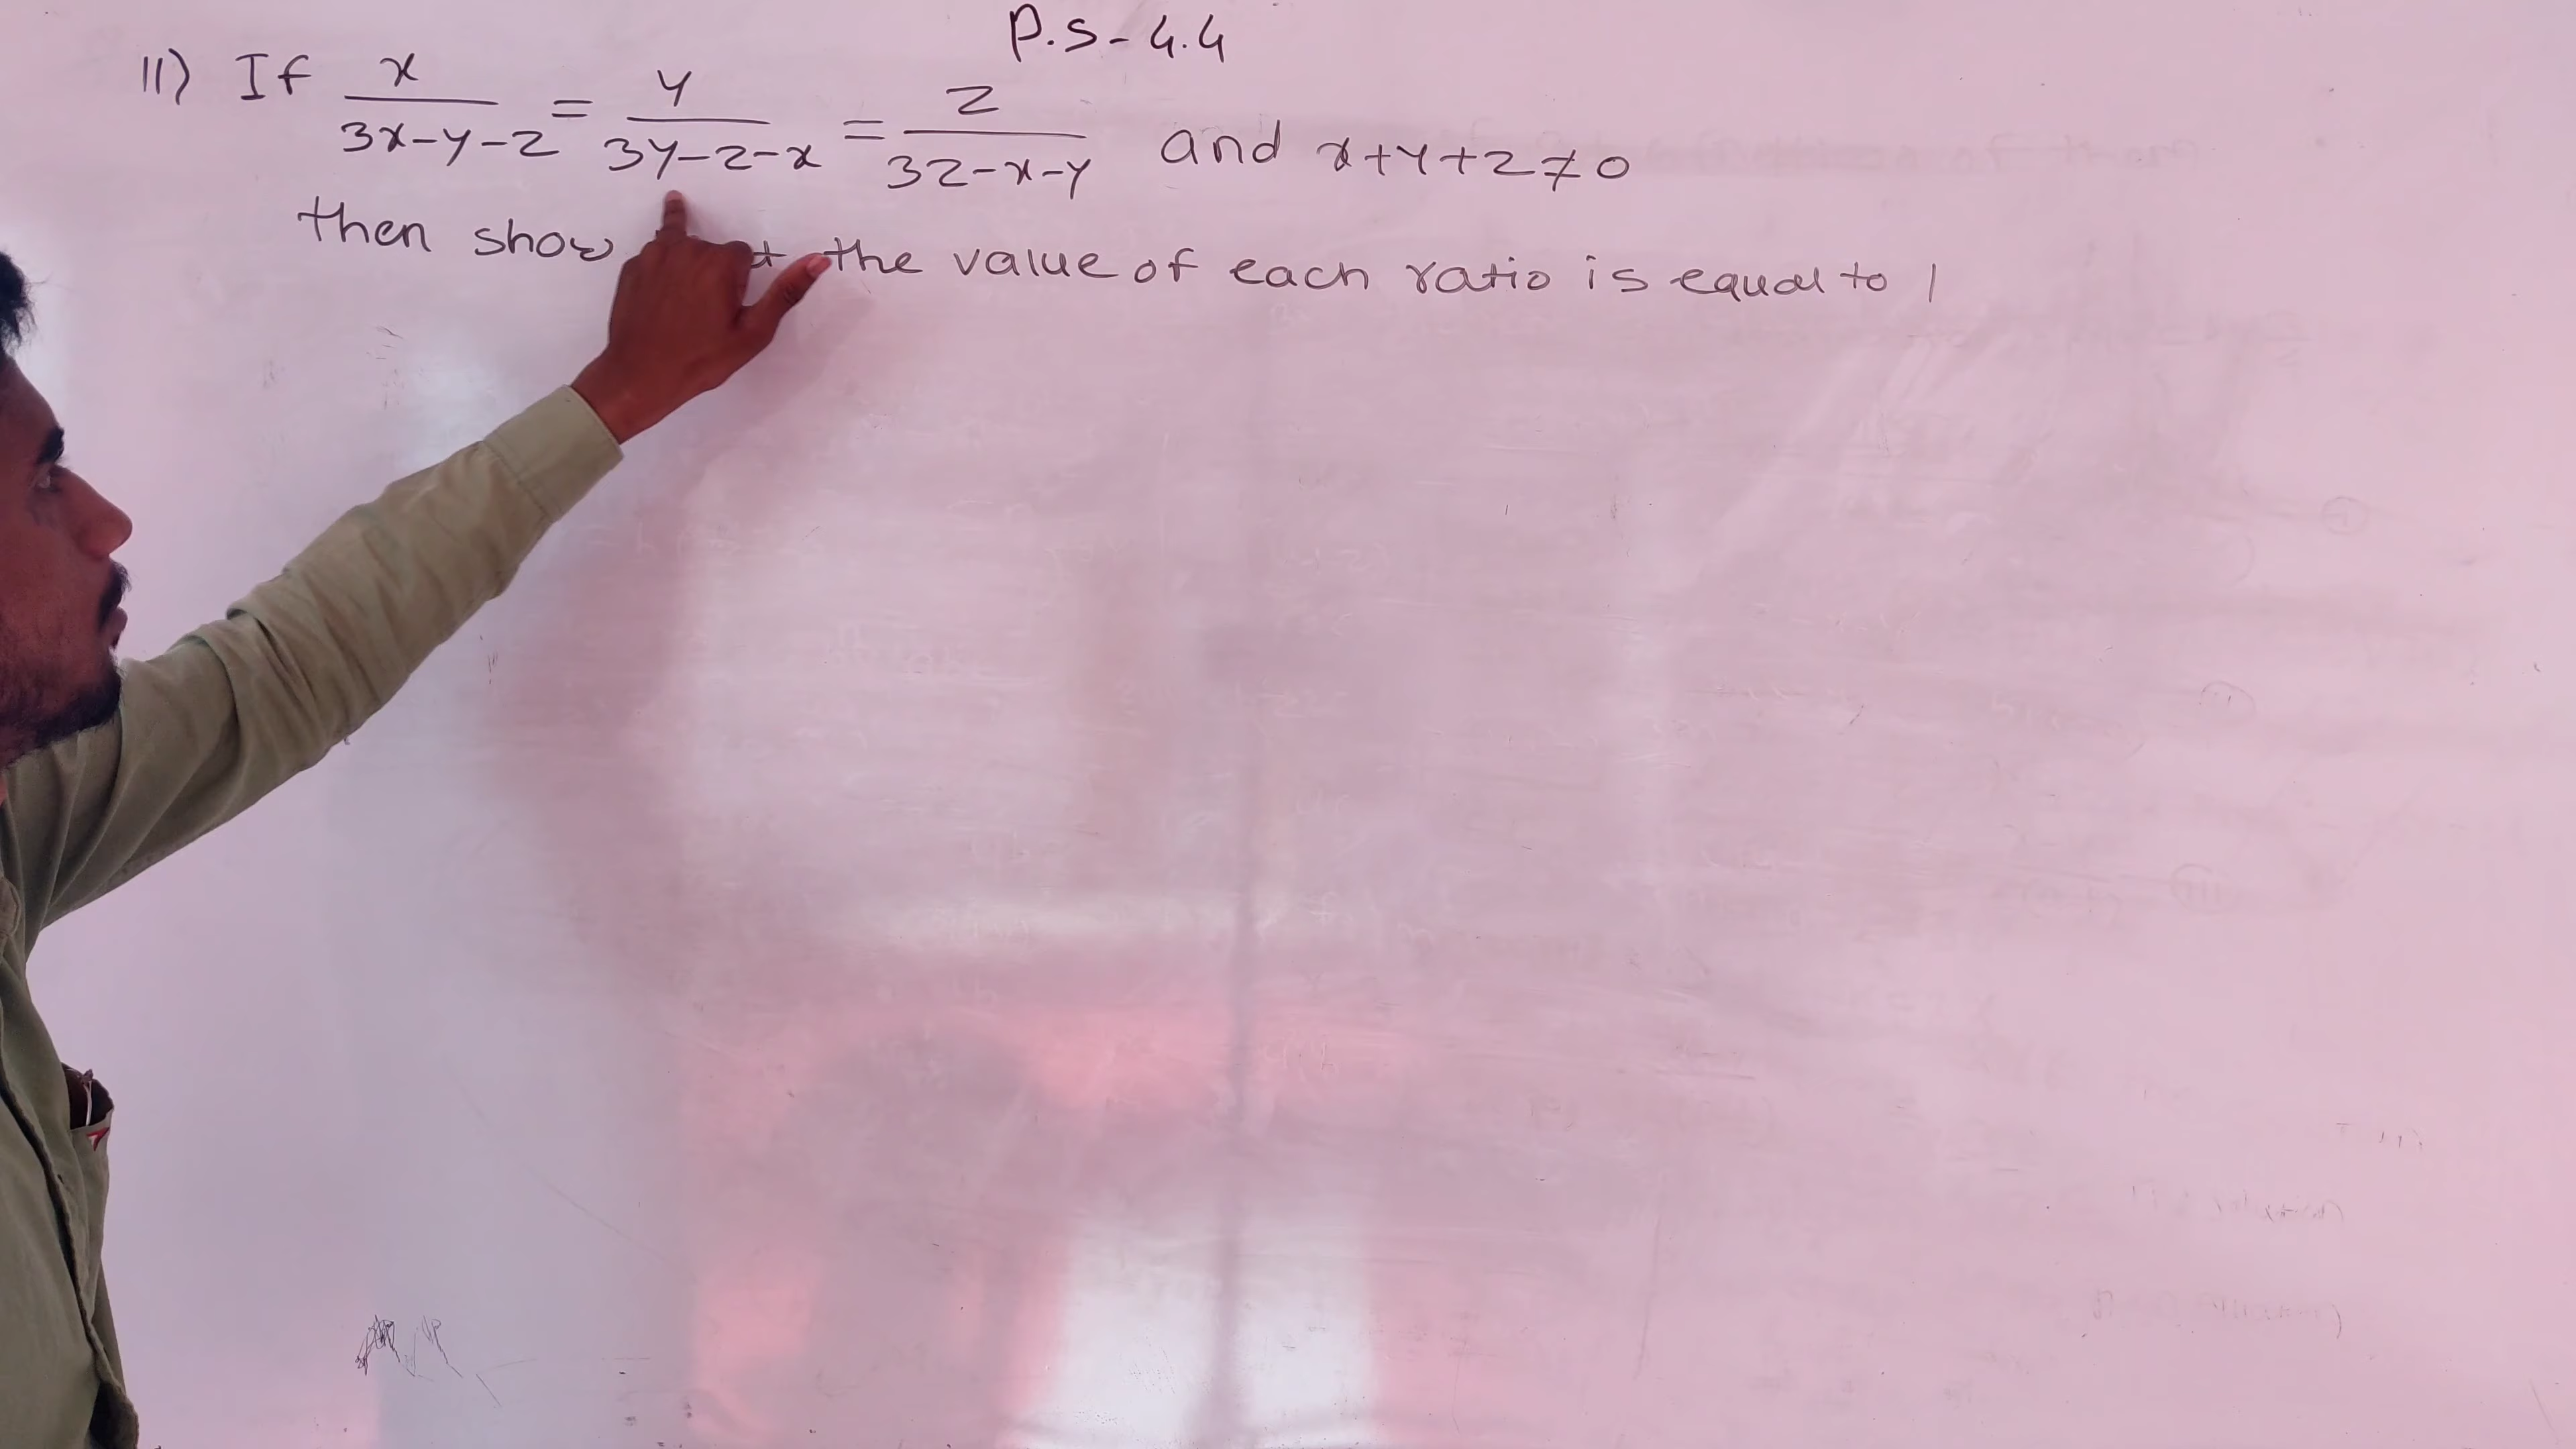 P.S-4.4
11) If x/(3x-y-z) = y/(3y-z-x) = z/(3z-x-y) and x+y+z≠0
then show the value of each ratio is equal to 1